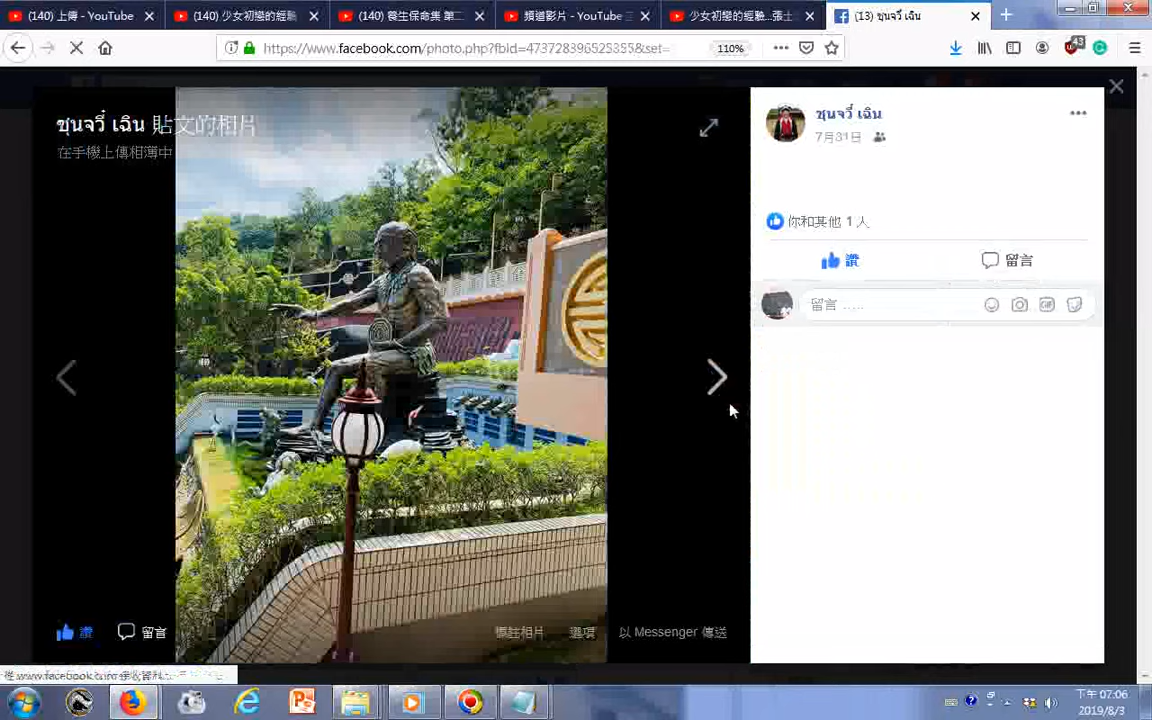 (140) 上傳 - YouTube
(140) 少女初戀的經驗
(140) 養生保命集 第二
頻道影片 - YouTube
少女初戀的經驗...張士
(13) ชุนจวี๋ เฉิน
https://www.facebook.com/photo.php?fbid=473728396525355&set=
110%
43
ชุนจวี๋ เฉิน 貼文的相片
在手機上傳相簿中
ชุนจวี๋ เฉิน
7月31日
你和其他 1 人
讚 留言
留言 .....
讚 留言
標註相片 選項 以 Messenger 傳送
下午 07:06
2019/8/3